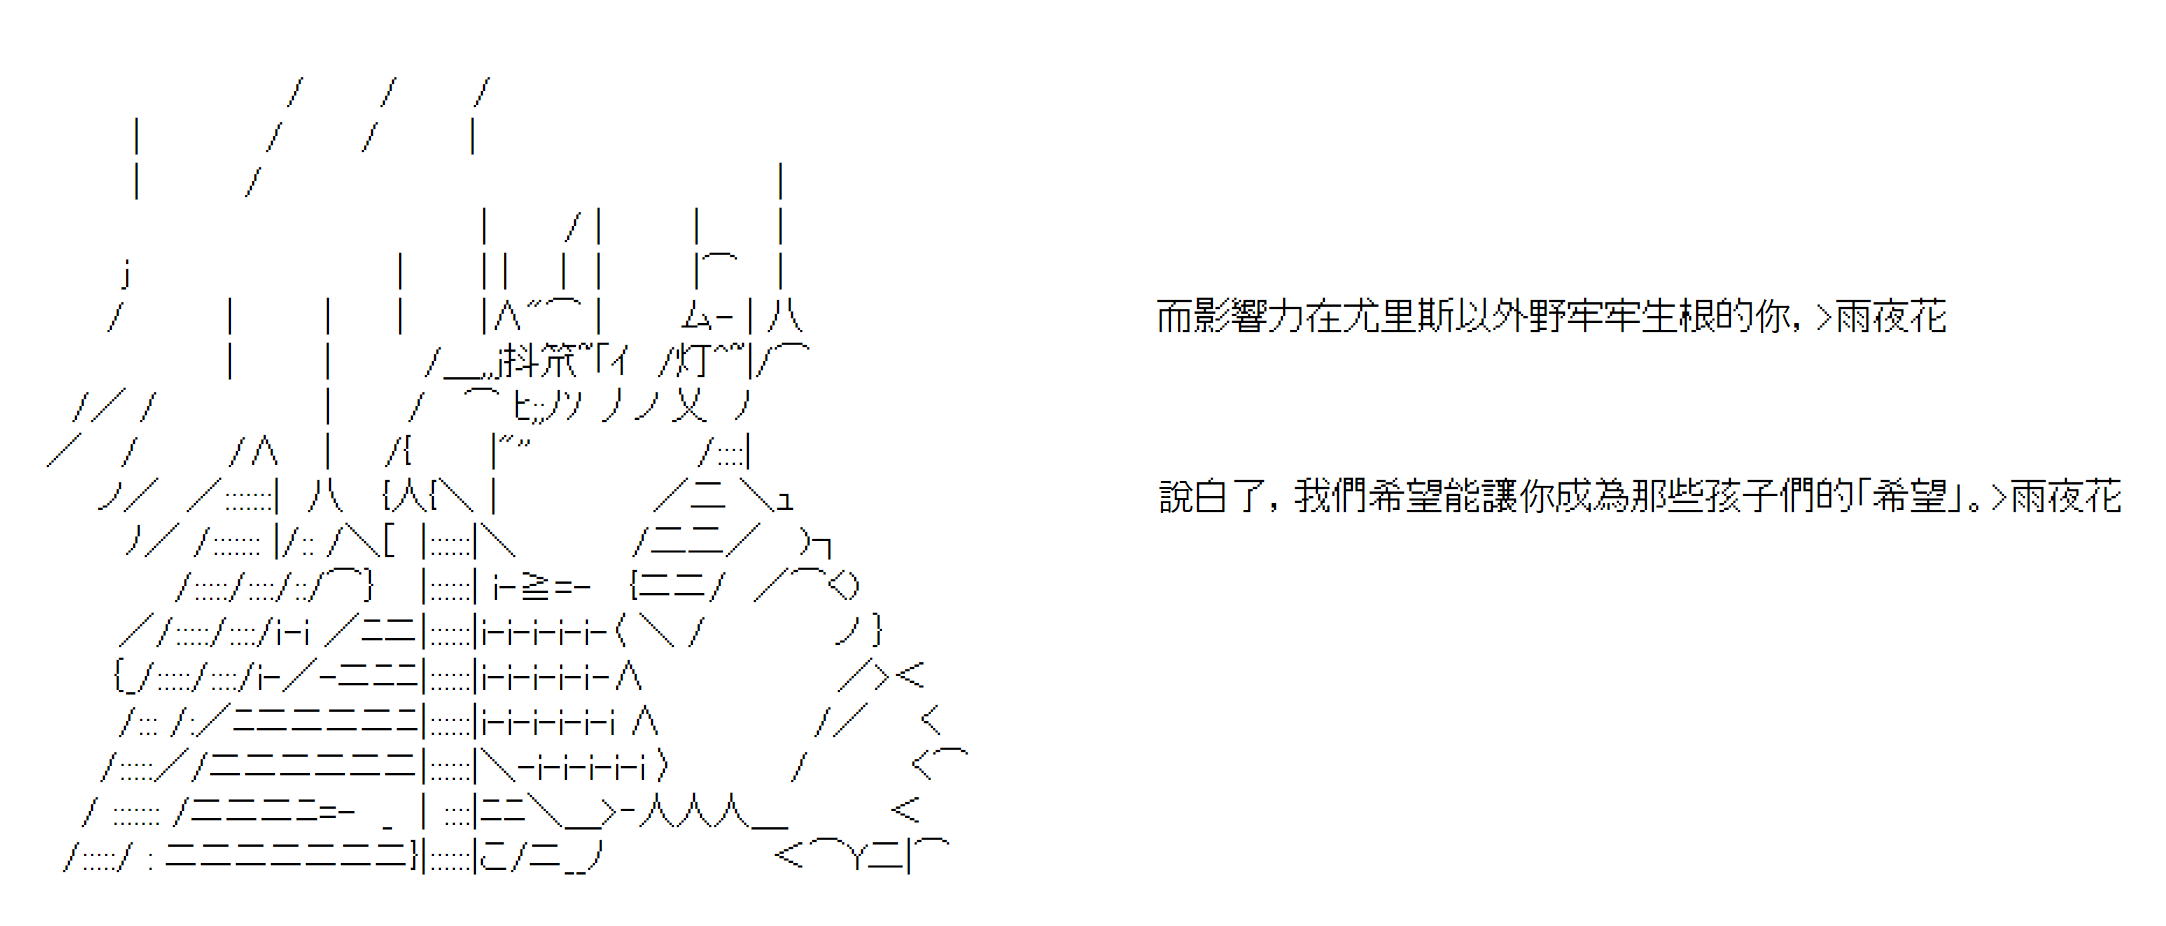 而影響力在尤里斯以外野牢牢生根的你，>雨夜花
說白了，我們希望能讓你成為那些孩子們的「希望」。>雨夜花